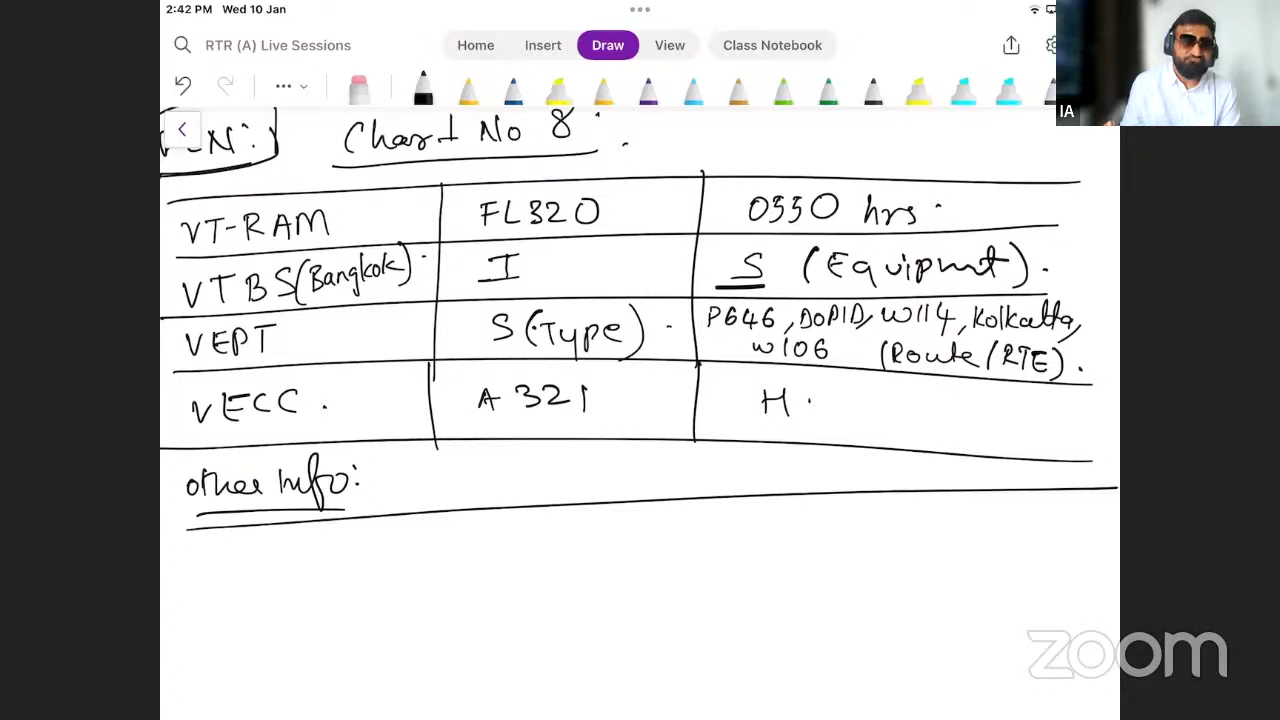 2:42 PM Wed 10 Jan
RTR (A) Live Sessions Home Insert Draw View Class Notebook
IA
Chart No 8:
VT-RAM FL320 0330 hrs.
VTBS (Bangkok). I S (Equipmt).
VEPT S (Type). P646, DOPID, W114, Kolkatta,
W106 (Route/RTE).
VECC. A321 H.
other Info:
zoom